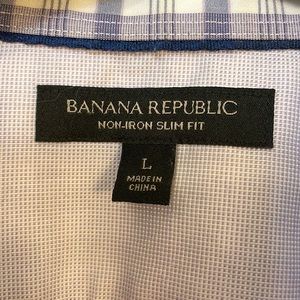 BANANA REPUBLIC
NON-IRON SLIM FIT
L
MADE IN
CHINA